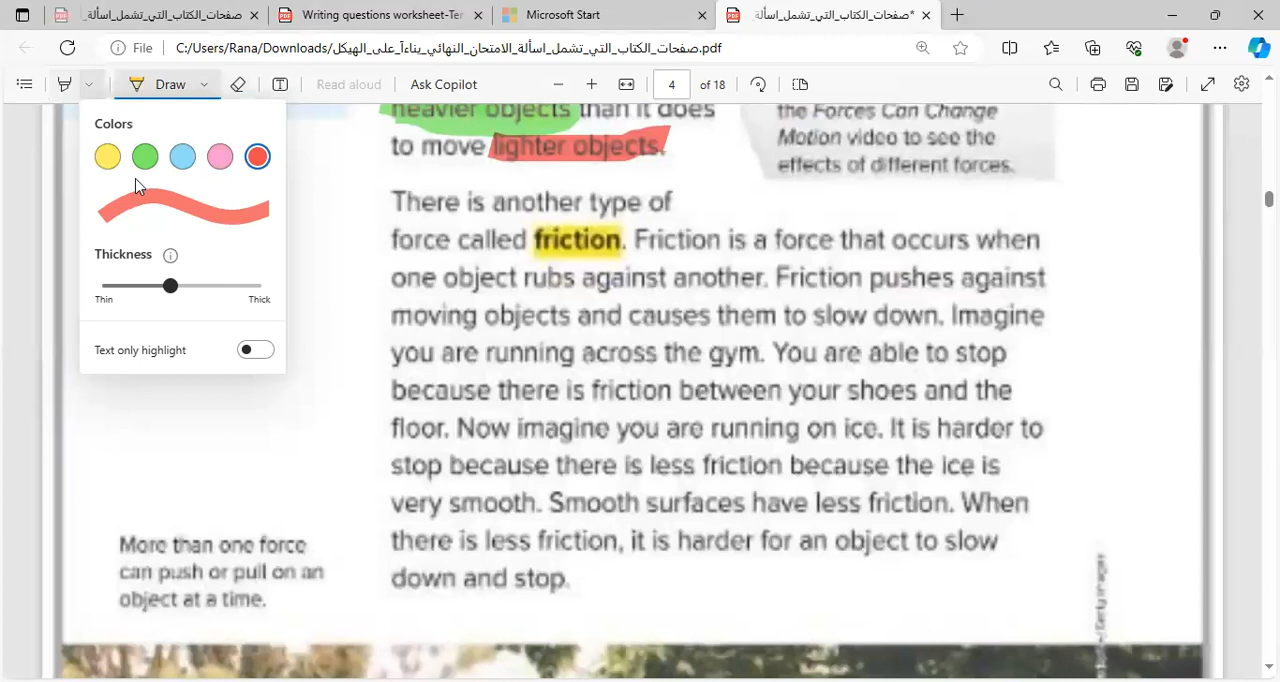 صفحات_الكتاب_التي_تشمل_اسألة_
Writing questions worksheet-Ter
Microsoft Start
صفحات_الكتاب_التي_تشمل_اسألة*
File
C:/Users/Rana/Downloads/صفحات_الكتاب_التي_تشمل_اسألة_الامتحان_النهائي_بناءاً_على_الهيكل.pdf
Draw
Read aloud
Ask Copilot
4
of 18
Colors
Thickness
Thin
Thick
Text only highlight
heavier objects than it does
to move lighter objects.
the Forces Can Change
Motion video to see the
effects of different forces.
There is another type of
force called friction. Friction is a force that occurs when
one object rubs against another. Friction pushes against
moving objects and causes them to slow down. Imagine
you are running across the gym. You are able to stop
because there is friction between your shoes and the
floor. Now imagine you are running on ice. It is harder to
stop because there is less friction because the ice is
very smooth. Smooth surfaces have less friction. When
there is less friction, it is harder for an object to slow
down and stop.
More than one force
can push or pull on an
object at a time.
/Getty Images